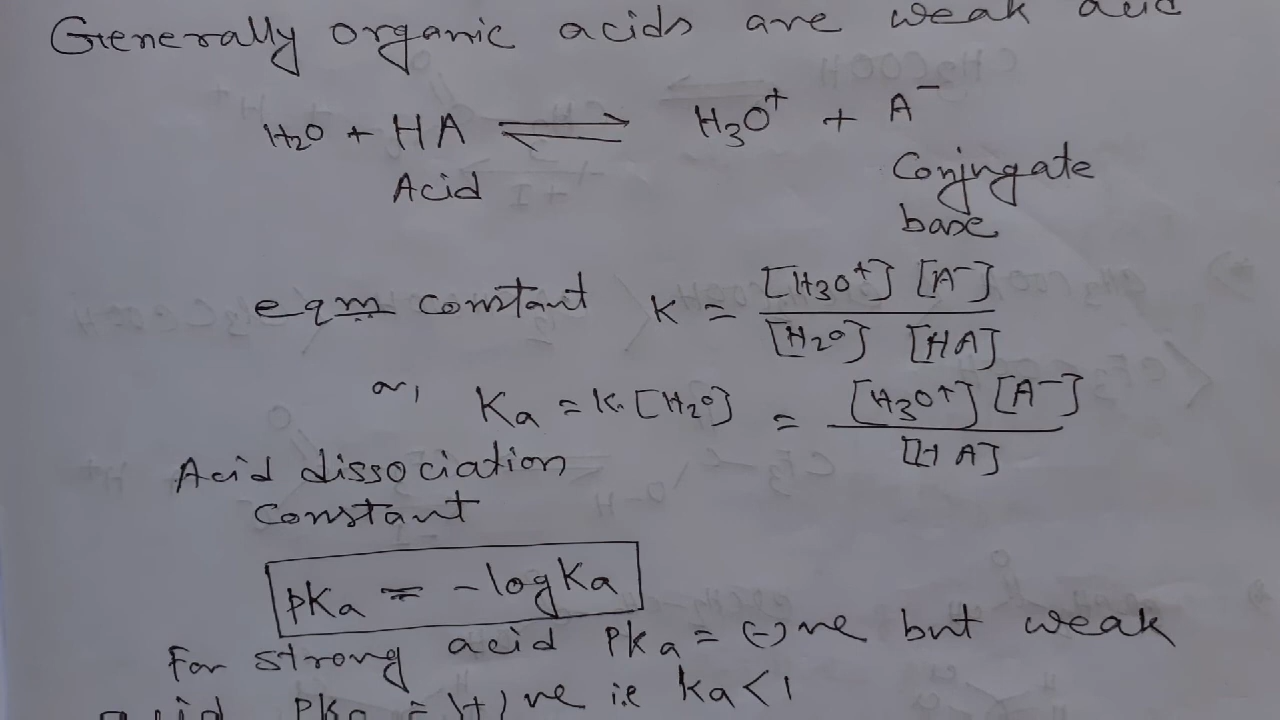 Generally organic acids are weak acid
H₂O + HA ⇌ H₃O⁺ + A⁻
Acid Conjugate
base
eqm constant K = [H₃O⁺] [A⁻] / [H₂O] [HA]
or, Ka = K. [H₂O] = [H₃O⁺] [A⁻] / [HA]
Acid dissociation
constant
pKa = -logKa
For strong acid PKa = (-)ve but weak
acid PKa = (+)ve i.e Ka<1